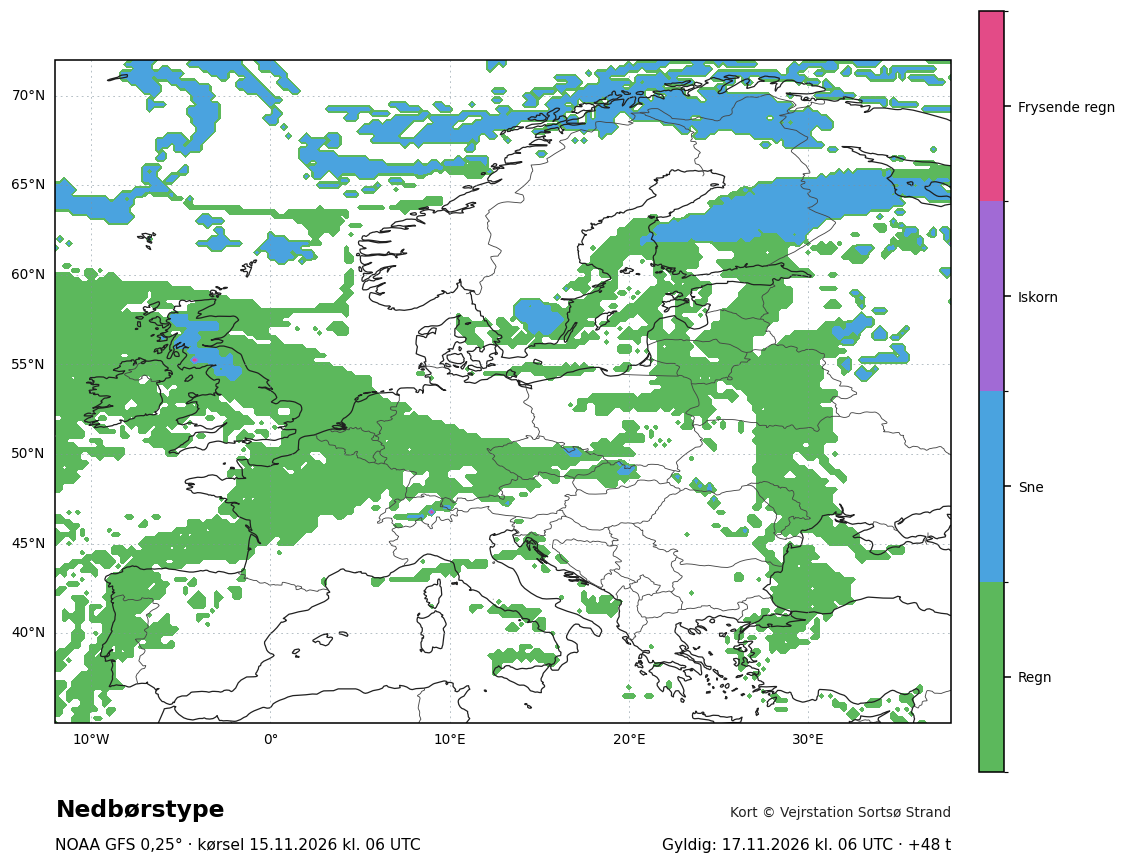 70°N
65°N
60°N
55°N
50°N
45°N
40°N
10°W
0°
10°E
20°E
30°E
Frysende regn
Iskorn
Sne
Regn
Nedbørstype
Kort © Vejrstation Sortsø Strand
NOAA GFS 0,25° · kørsel 15.11.2026 kl. 06 UTC
Gyldig: 17.11.2026 kl. 06 UTC · +48 t